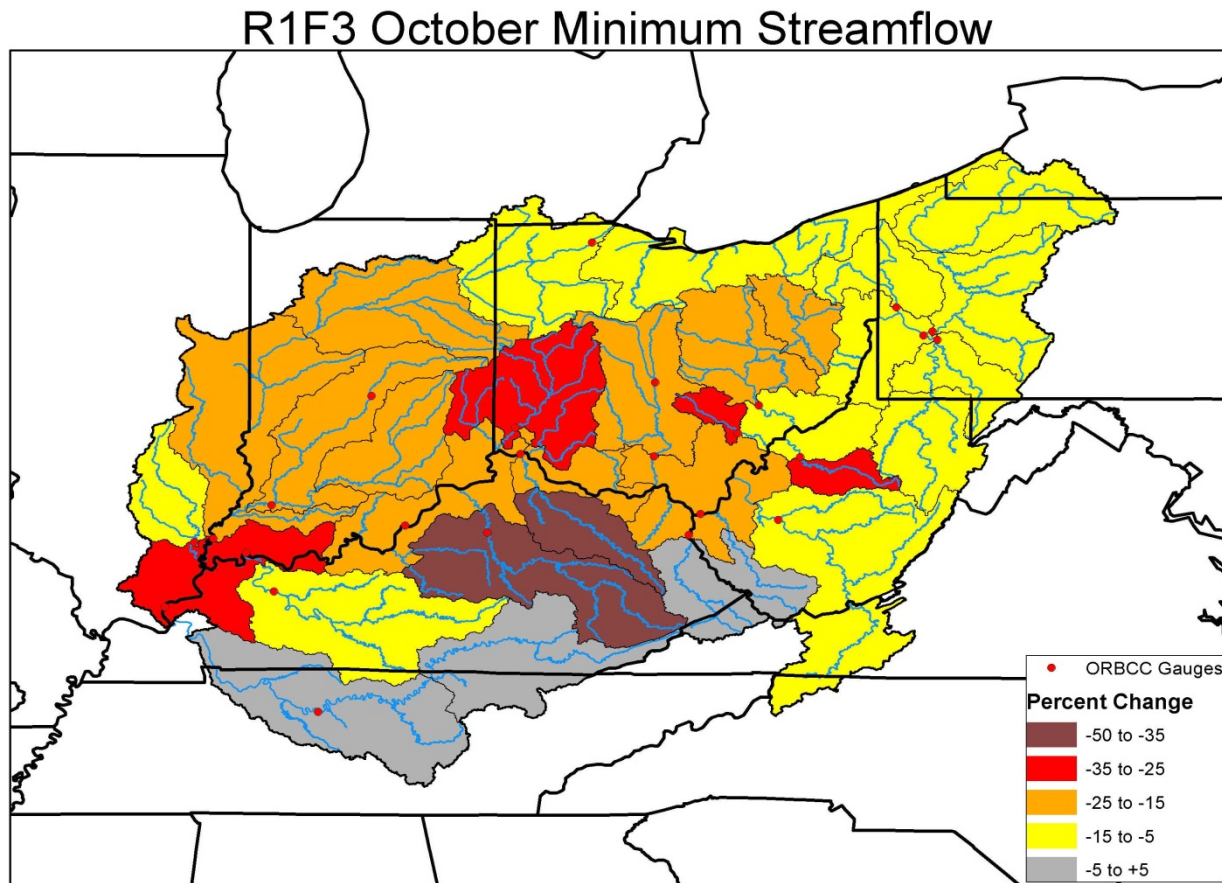 R1F3 October Minimum Streamflow
ORBCC Gauges
Percent Change
-50 to -35
-35 to -25
-25 to -15
-15 to -5
-5 to +5